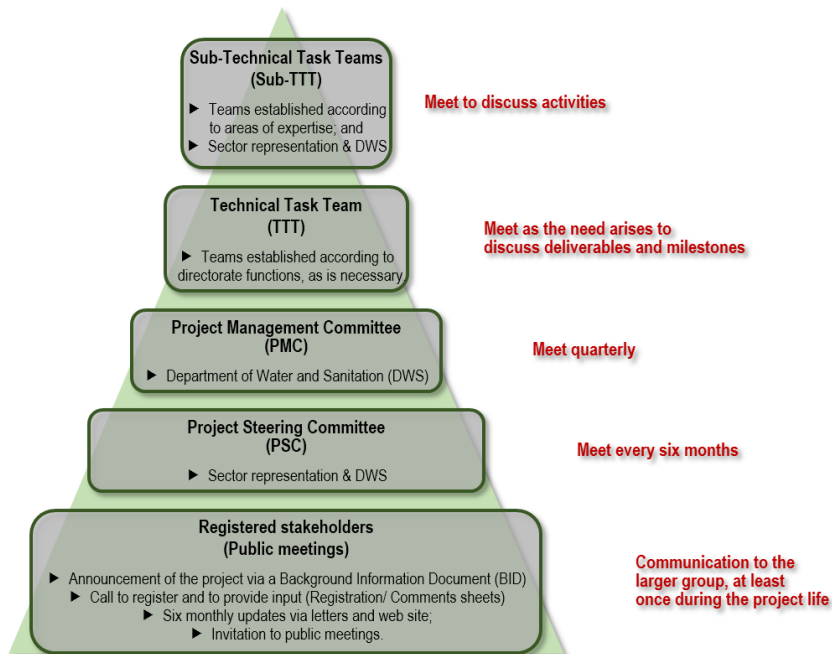 Sub-Technical Task Teams
(Sub-TTT)
► Teams established according
to areas of expertise; and
► Sector representation & DWS
Meet to discuss activities
Technical Task Team
(TTT)
► Teams established according to
directorate functions, as is necessary.
Meet as the need arises to
discuss deliverables and milestones
Project Management Committee
(PMC)
► Department of Water and Sanitation (DWS)
Meet quarterly
Project Steering Committee
(PSC)
► Sector representation & DWS
Meet every six months
Registered stakeholders
(Public meetings)
► Announcement of the project via a Background Information Document (BID)
► Call to register and to provide input (Registration/ Comments sheets)
► Six monthly updates via letters and web site;
► Invitation to public meetings.
Communication to the
larger group, at least
once during the project life